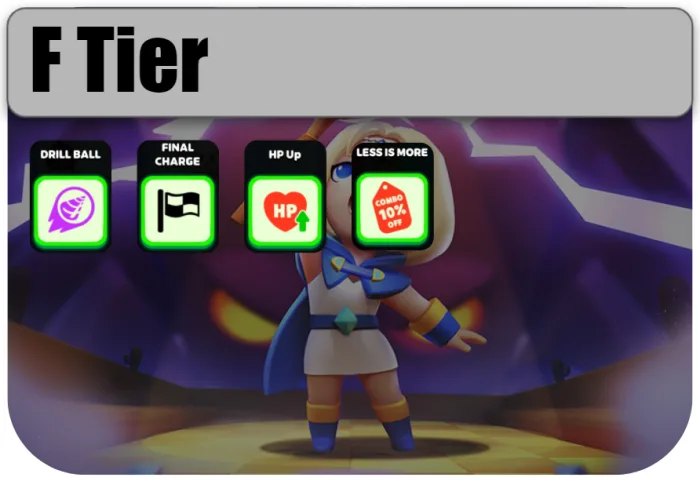 F Tier
DRILL BALL
FINAL
CHARGE
HP Up
LESS IS MORE
HP
COMBO
10%
OFF